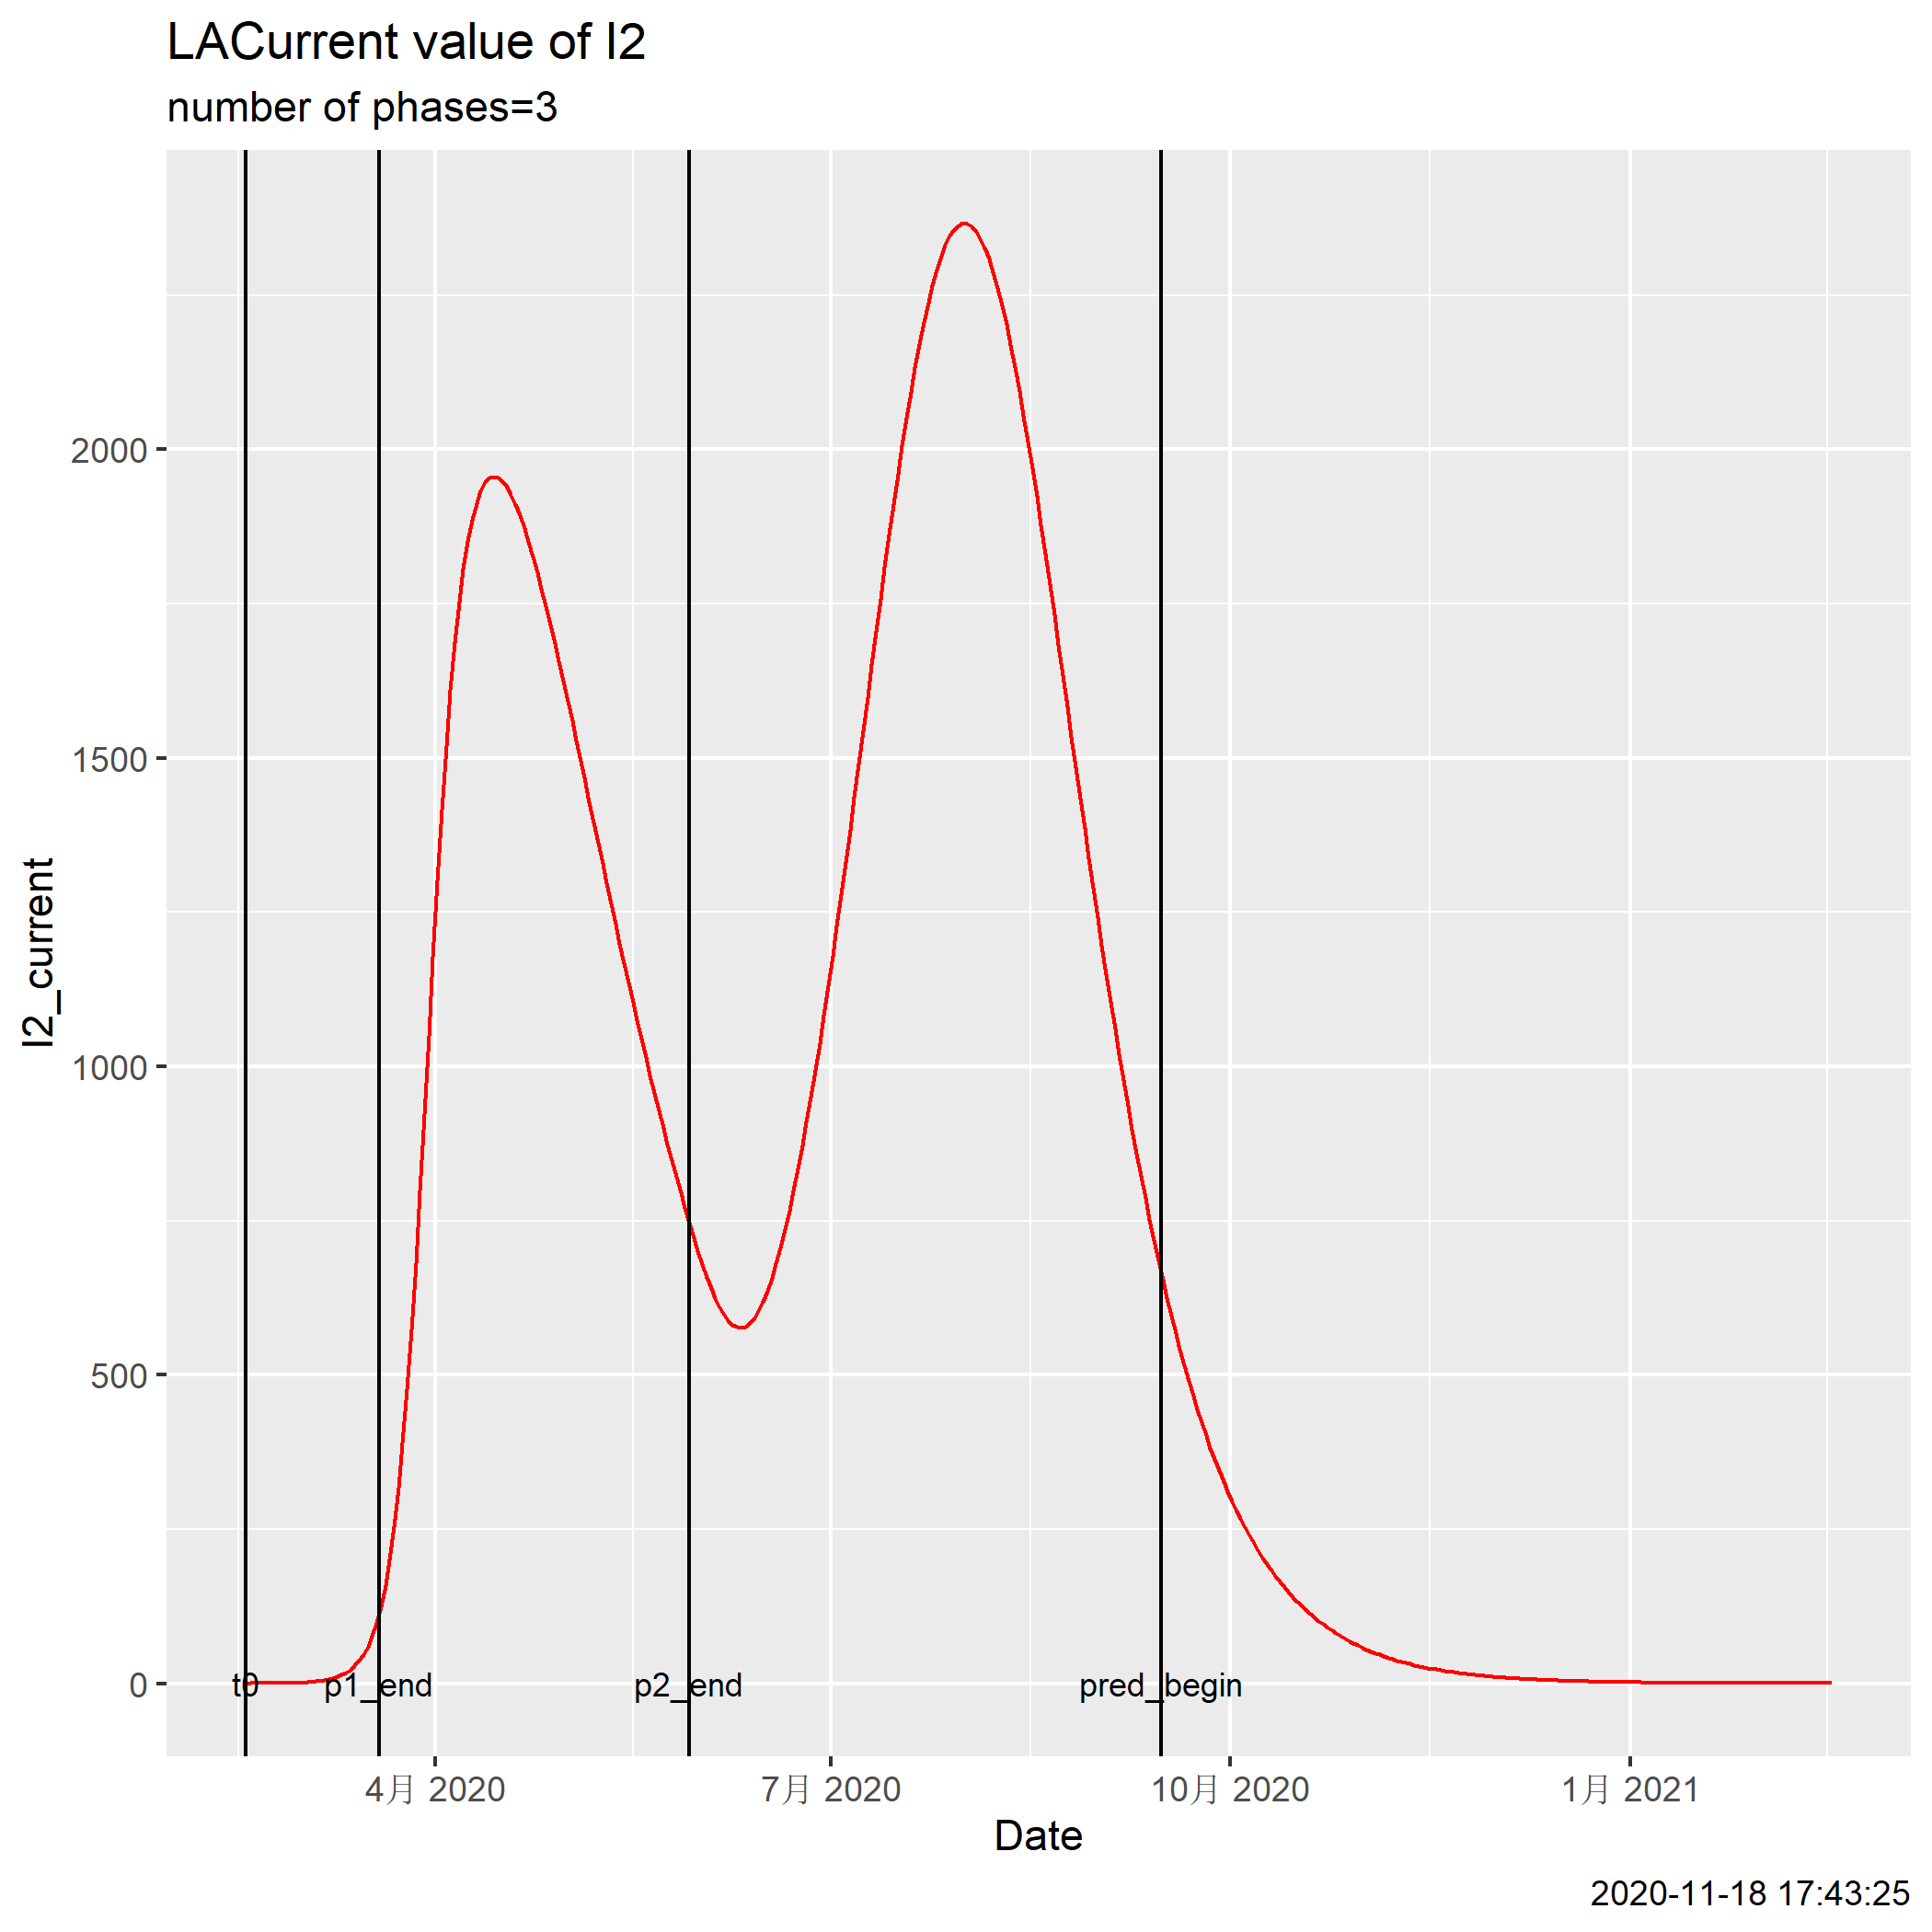 LACurrent value of I2
number of phases=3
I2_current
2000
1500
1000
500
0
t0
p1_end
p2_end
pred_begin
4月 2020
7月 2020
10月 2020
1月 2021
Date
2020-11-18 17:43:25